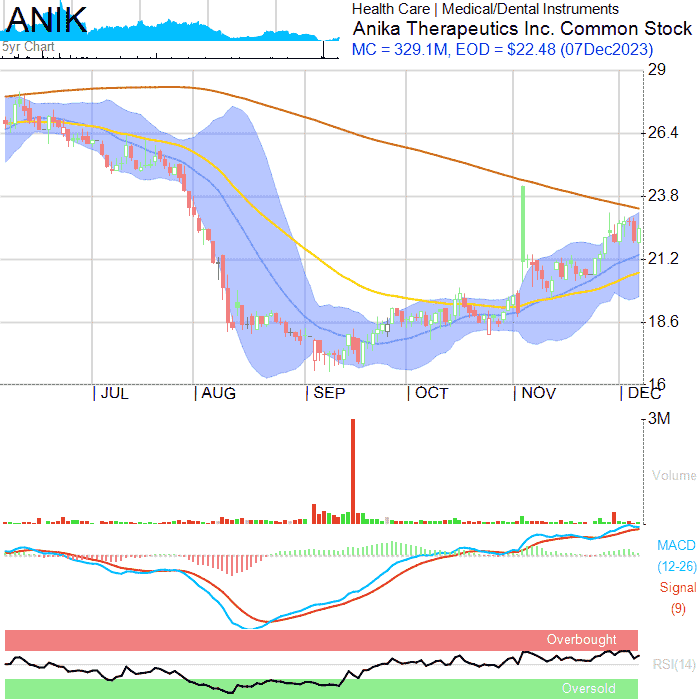 ANIK
5yr Chart
Health Care | Medical/Dental Instruments
Anika Therapeutics Inc. Common Stock
MC = 329.1M, EOD = $22.48 (07Dec2023)
29
26.4
23.8
21.2
18.6
16
JUL AUG SEP OCT NOV DEC
3M
Volume
MACD
(12-26)
Signal
(9)
Overbought
RSI(14)
Oversold